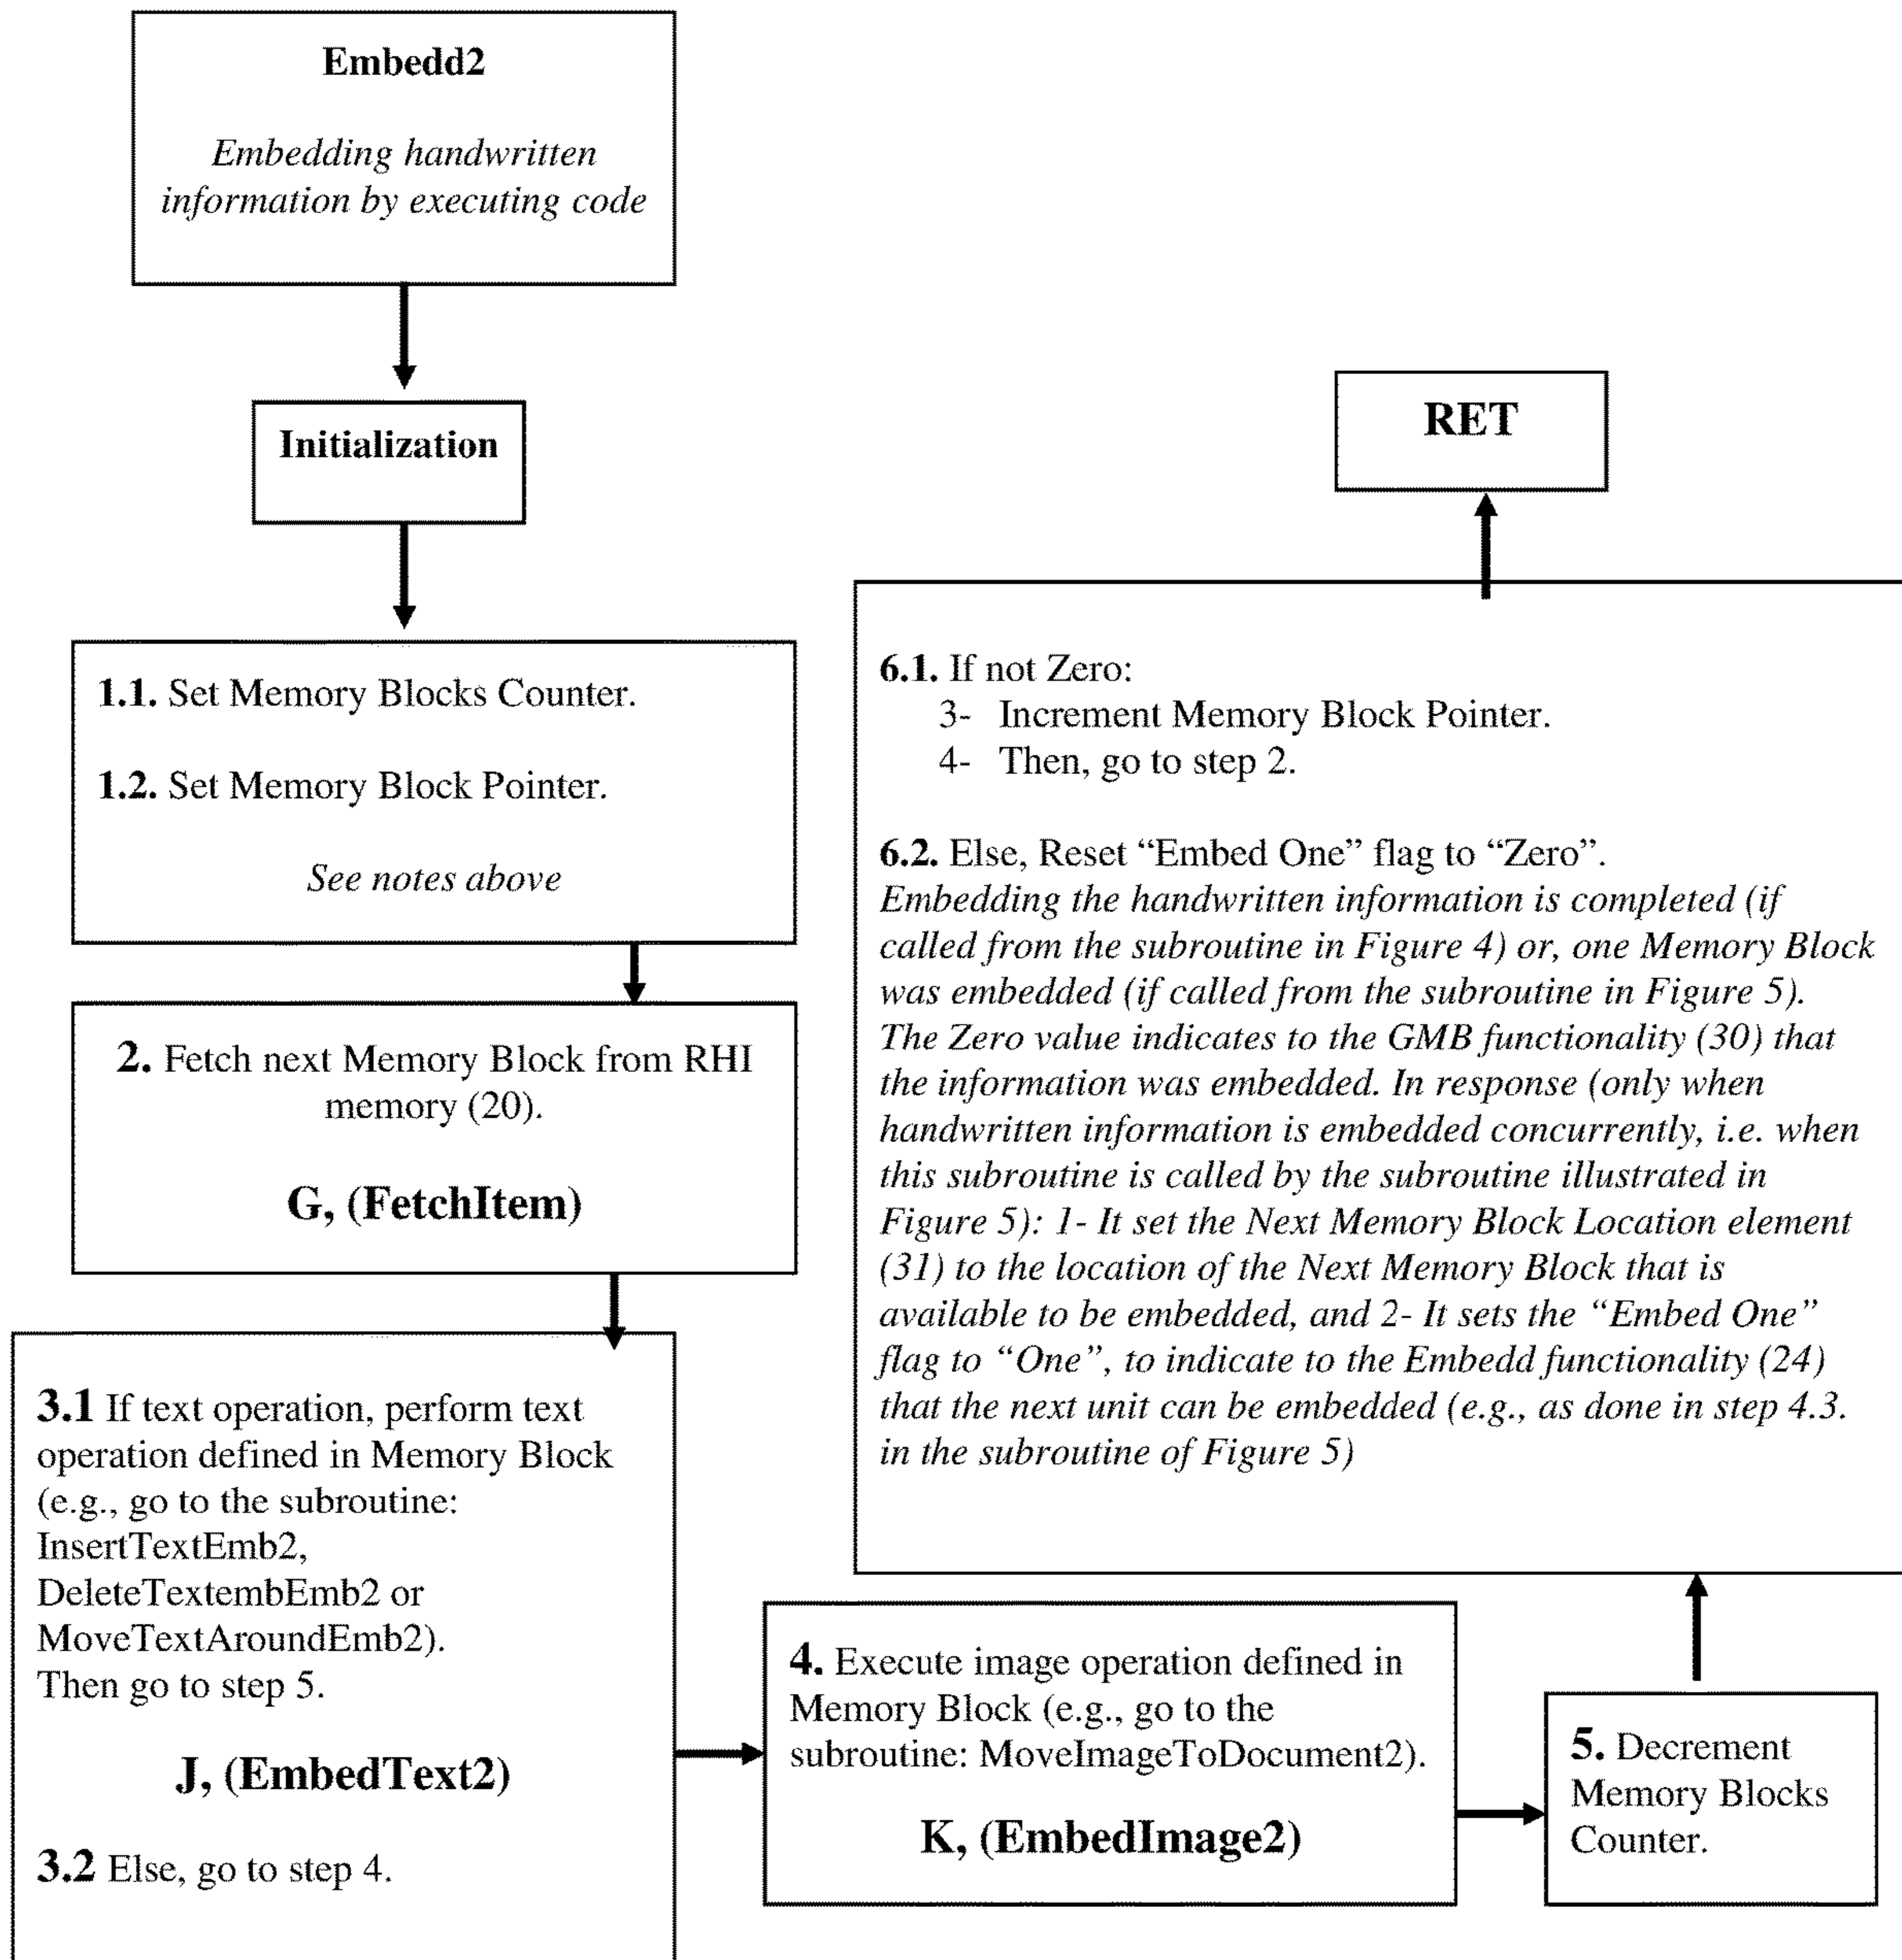 Embedd2
Embedding handwritten
information by executing code
Initialization
1.1. Set Memory Blocks Counter.
1.2. Set Memory Block Pointer.
See notes above
2. Fetch next Memory Block from RHI
memory (20).
G, (FetchItem)
3.1 If text operation, perform text
operation defined in Memory Block
(e.g., go to the subroutine:
InsertTextEmb2,
DeleteTextembEmb2 or
MoveTextAroundEmb2).
Then go to step 5.
J, (EmbedText2)
3.2 Else, go to step 4.
4. Execute image operation defined in
Memory Block (e.g., go to the
subroutine: MoveImageToDocument2).
K, (EmbedImage2)
5. Decrement
Memory Blocks
Counter.
6.1. If not Zero:
3- Increment Memory Block Pointer.
4- Then, go to step 2.
6.2. Else, Reset “Embed One” flag to “Zero”.
Embedding the handwritten information is completed (if
called from the subroutine in Figure 4) or, one Memory Block
was embedded (if called from the subroutine in Figure 5).
The Zero value indicates to the GMB functionality (30) that
the information was embedded. In response (only when
handwritten information is embedded concurrently, i.e. when
this subroutine is called by the subroutine illustrated in
Figure 5): 1- It set the Next Memory Block Location element
(31) to the location of the Next Memory Block that is
available to be embedded, and 2- It sets the “Embed One”
flag to “One”, to indicate to the Embedd functionality (24)
that the next unit can be embedded (e.g., as done in step 4.3.
in the subroutine of Figure 5)
RET